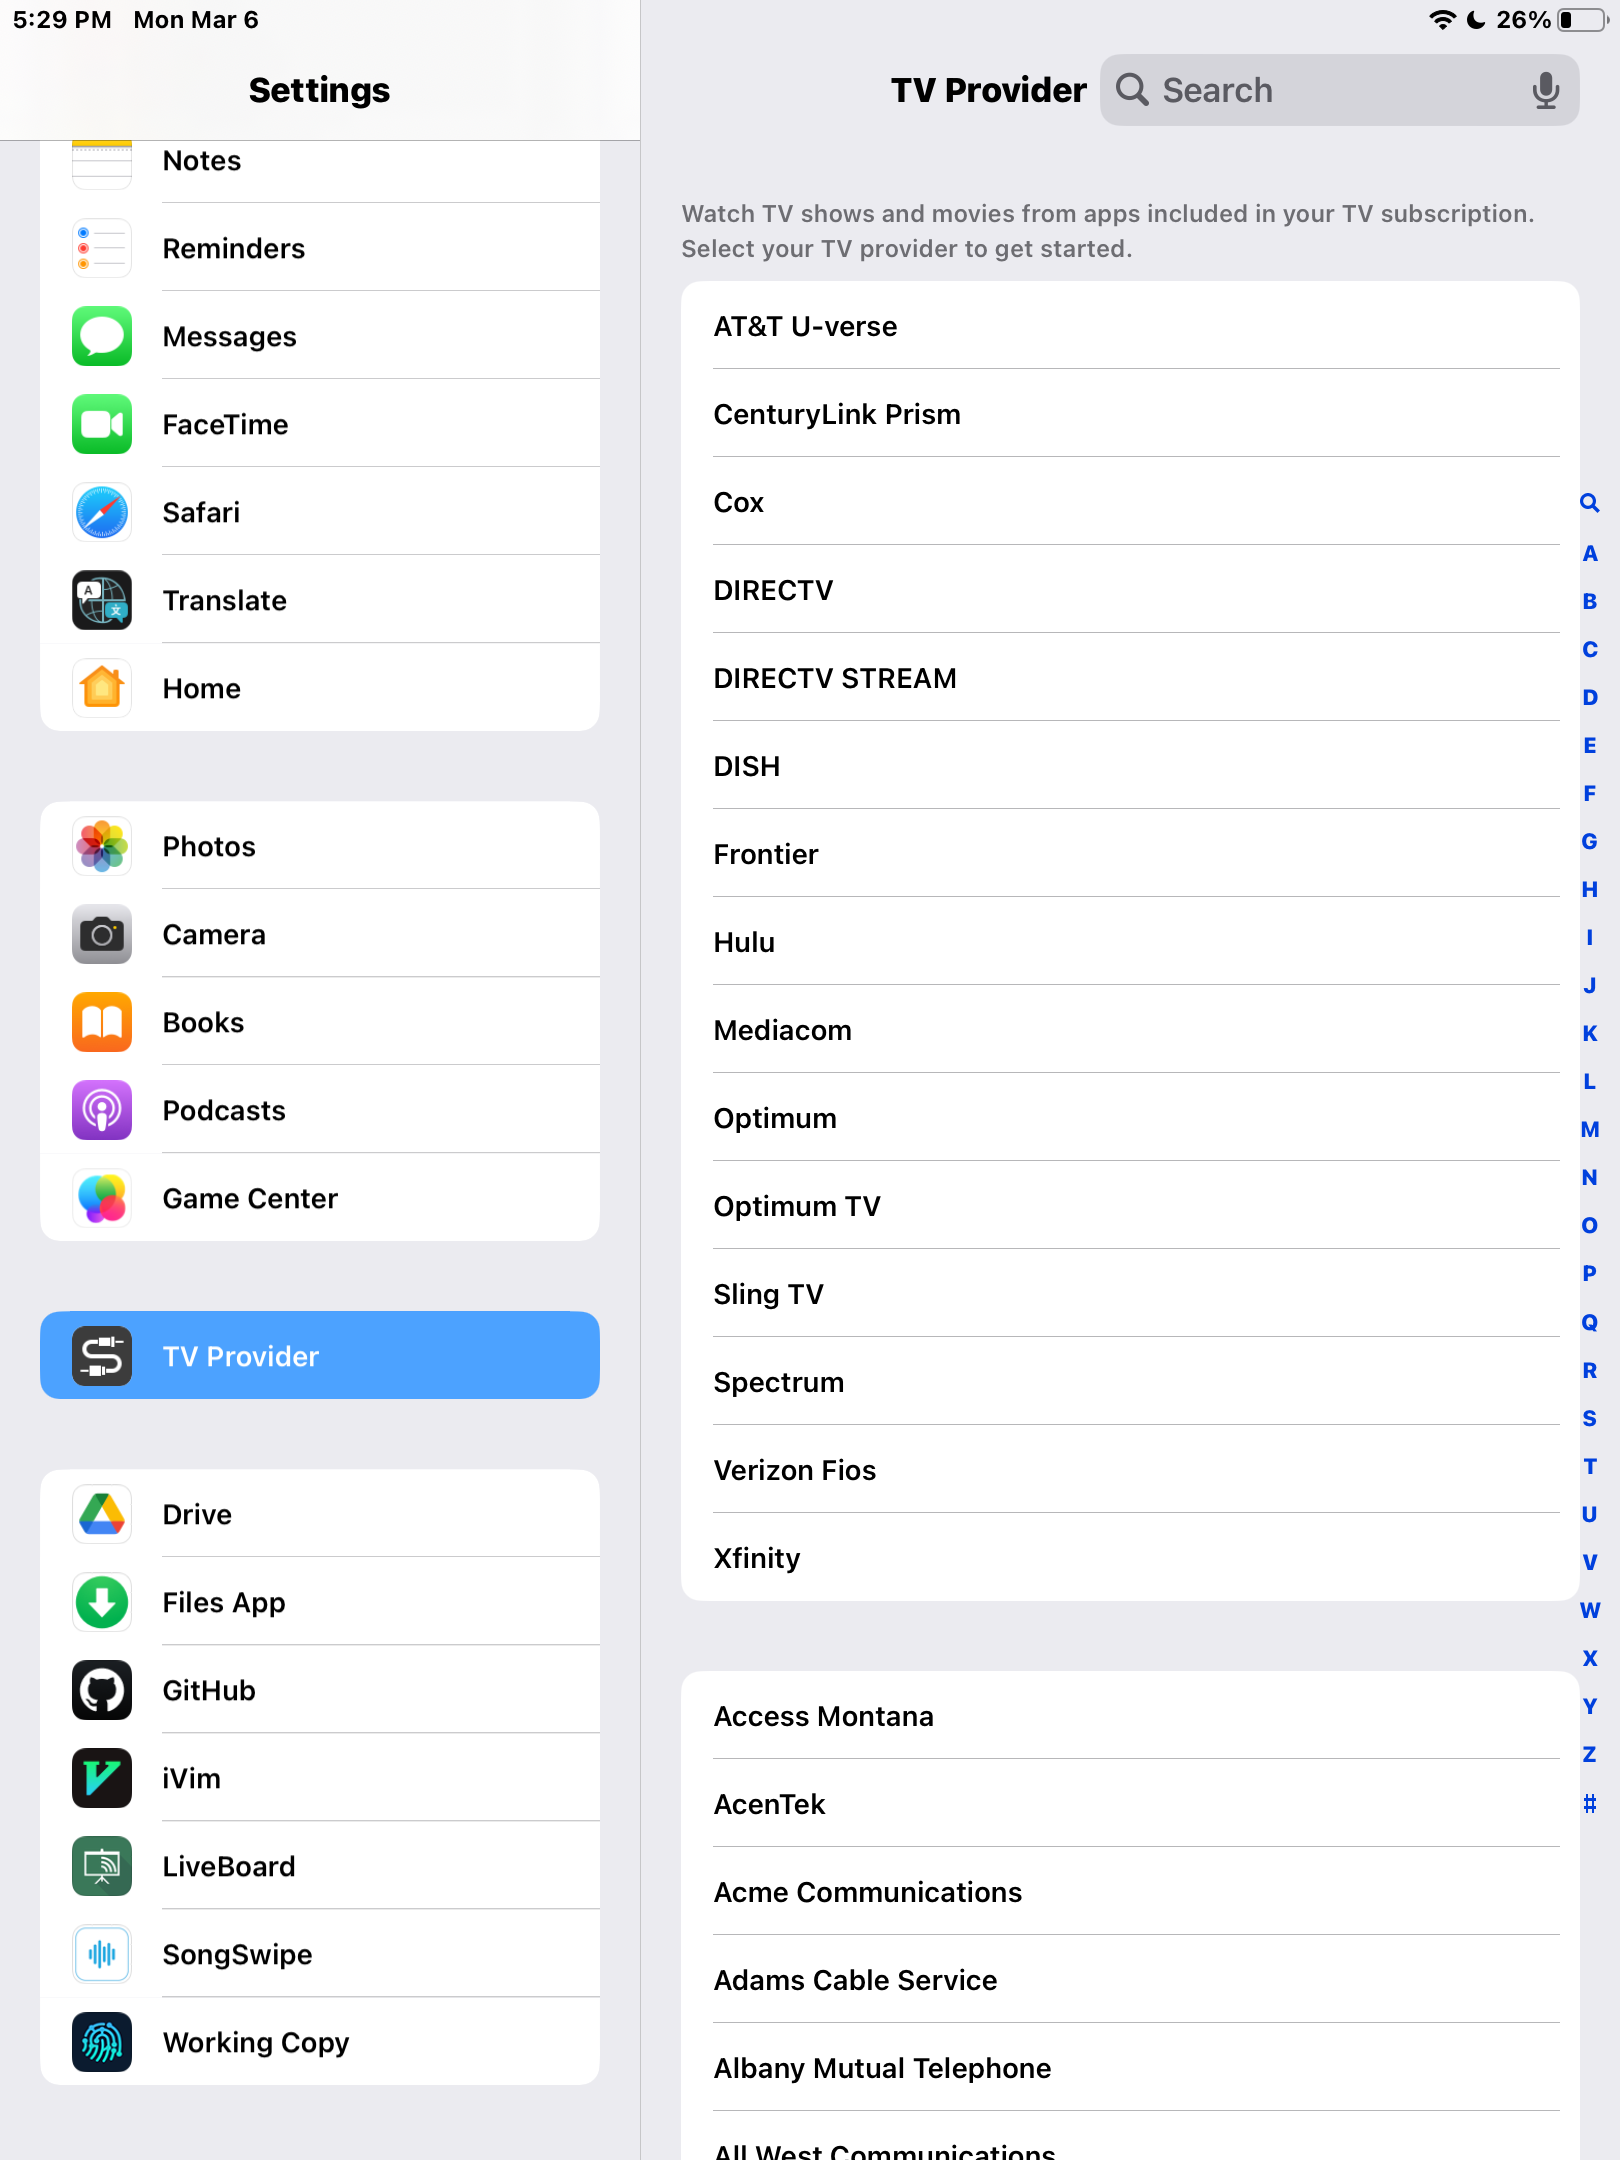 5:29 PM Mon Mar 6
26%
Settings
Notes
Reminders
Messages
FaceTime
Safari
Translate
Home
Photos
Camera
Books
Podcasts
Game Center
TV Provider
Drive
Files App
GitHub
iVim
LiveBoard
SongSwipe
Working Copy
TV Provider
Search
Watch TV shows and movies from apps included in your TV subscription.
Select your TV provider to get started.
AT&T U-verse
CenturyLink Prism
Cox
DIRECTV
DIRECTV STREAM
DISH
Frontier
Hulu
Mediacom
Optimum
Optimum TV
Sling TV
Spectrum
Verizon Fios
Xfinity
Access Montana
AcenTek
Acme Communications
Adams Cable Service
Albany Mutual Telephone
All West Communications
A
B
C
D
E
F
G
H
I
J
K
L
M
N
O
P
Q
R
S
T
U
V
W
X
Y
Z
#